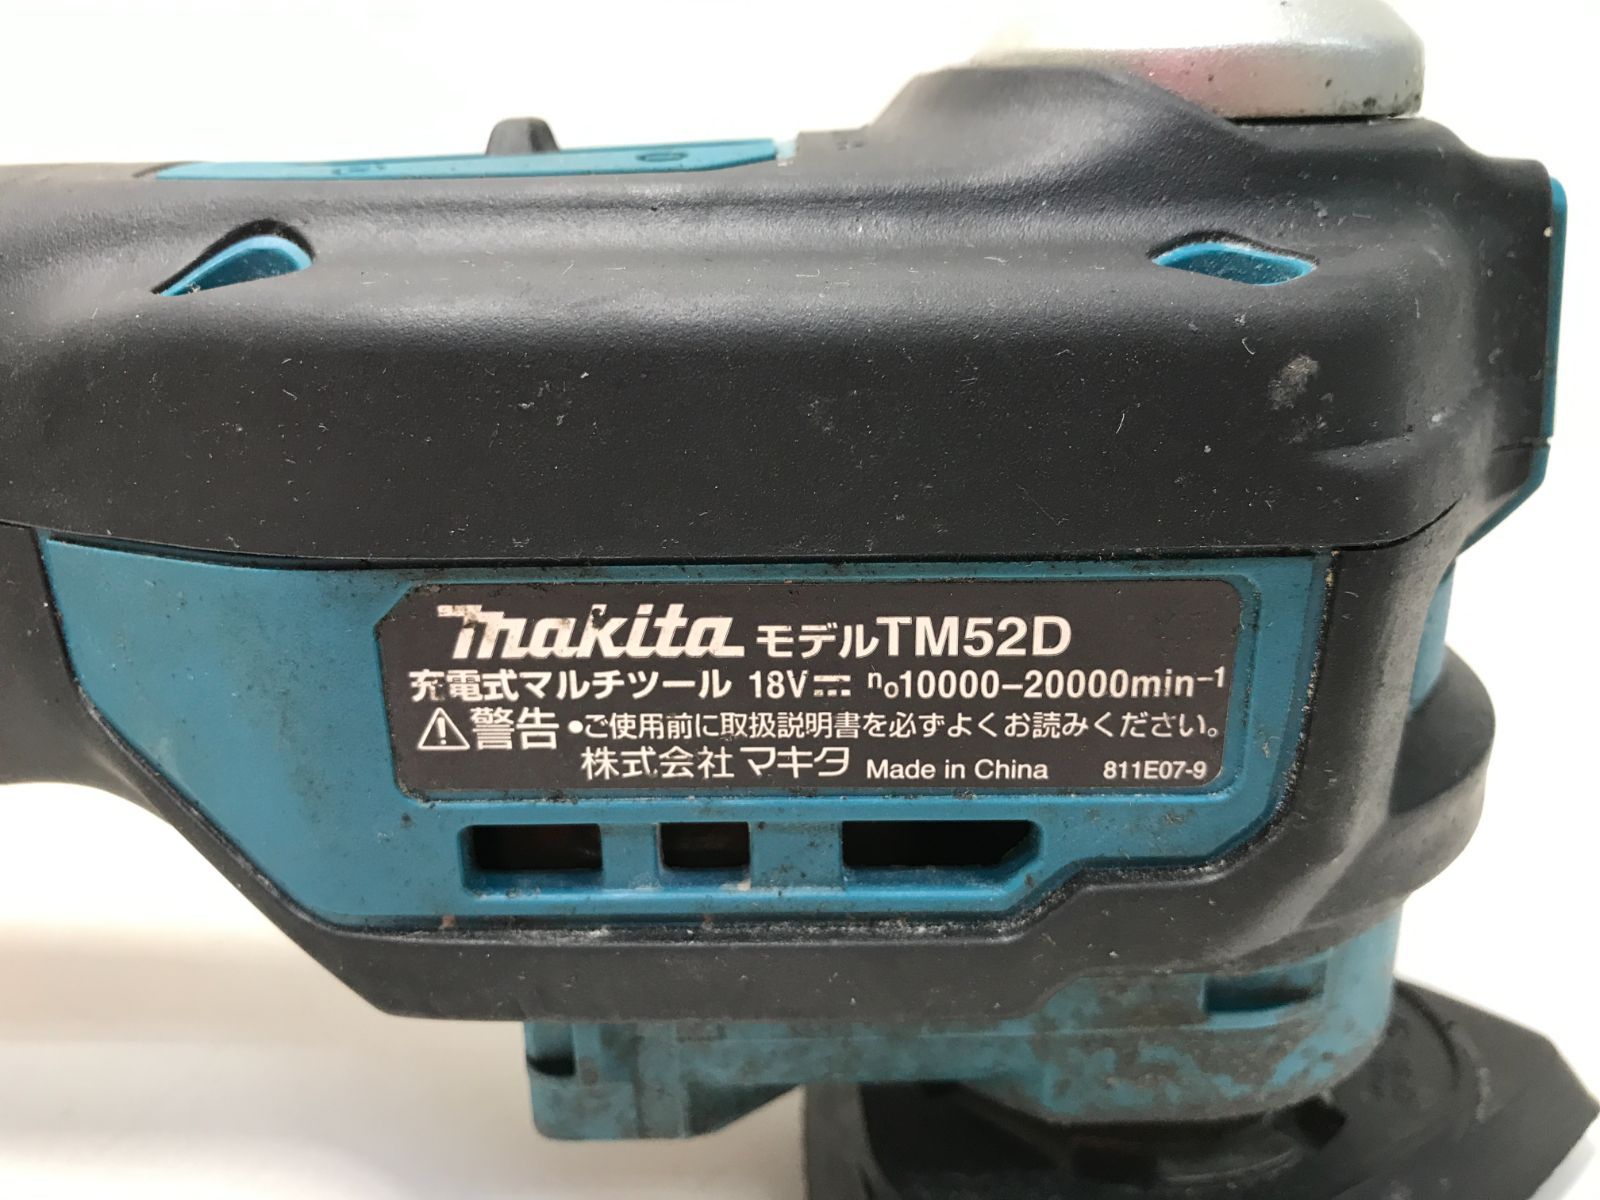 makita モデルTM52D
充電式マルチツール 18V⎓ n₀10000–20000min⁻¹
⚠警告 •ご使用前に取扱説明書を必ずよくお読みください。
株式会社 マキタ Made in China 811E07-9